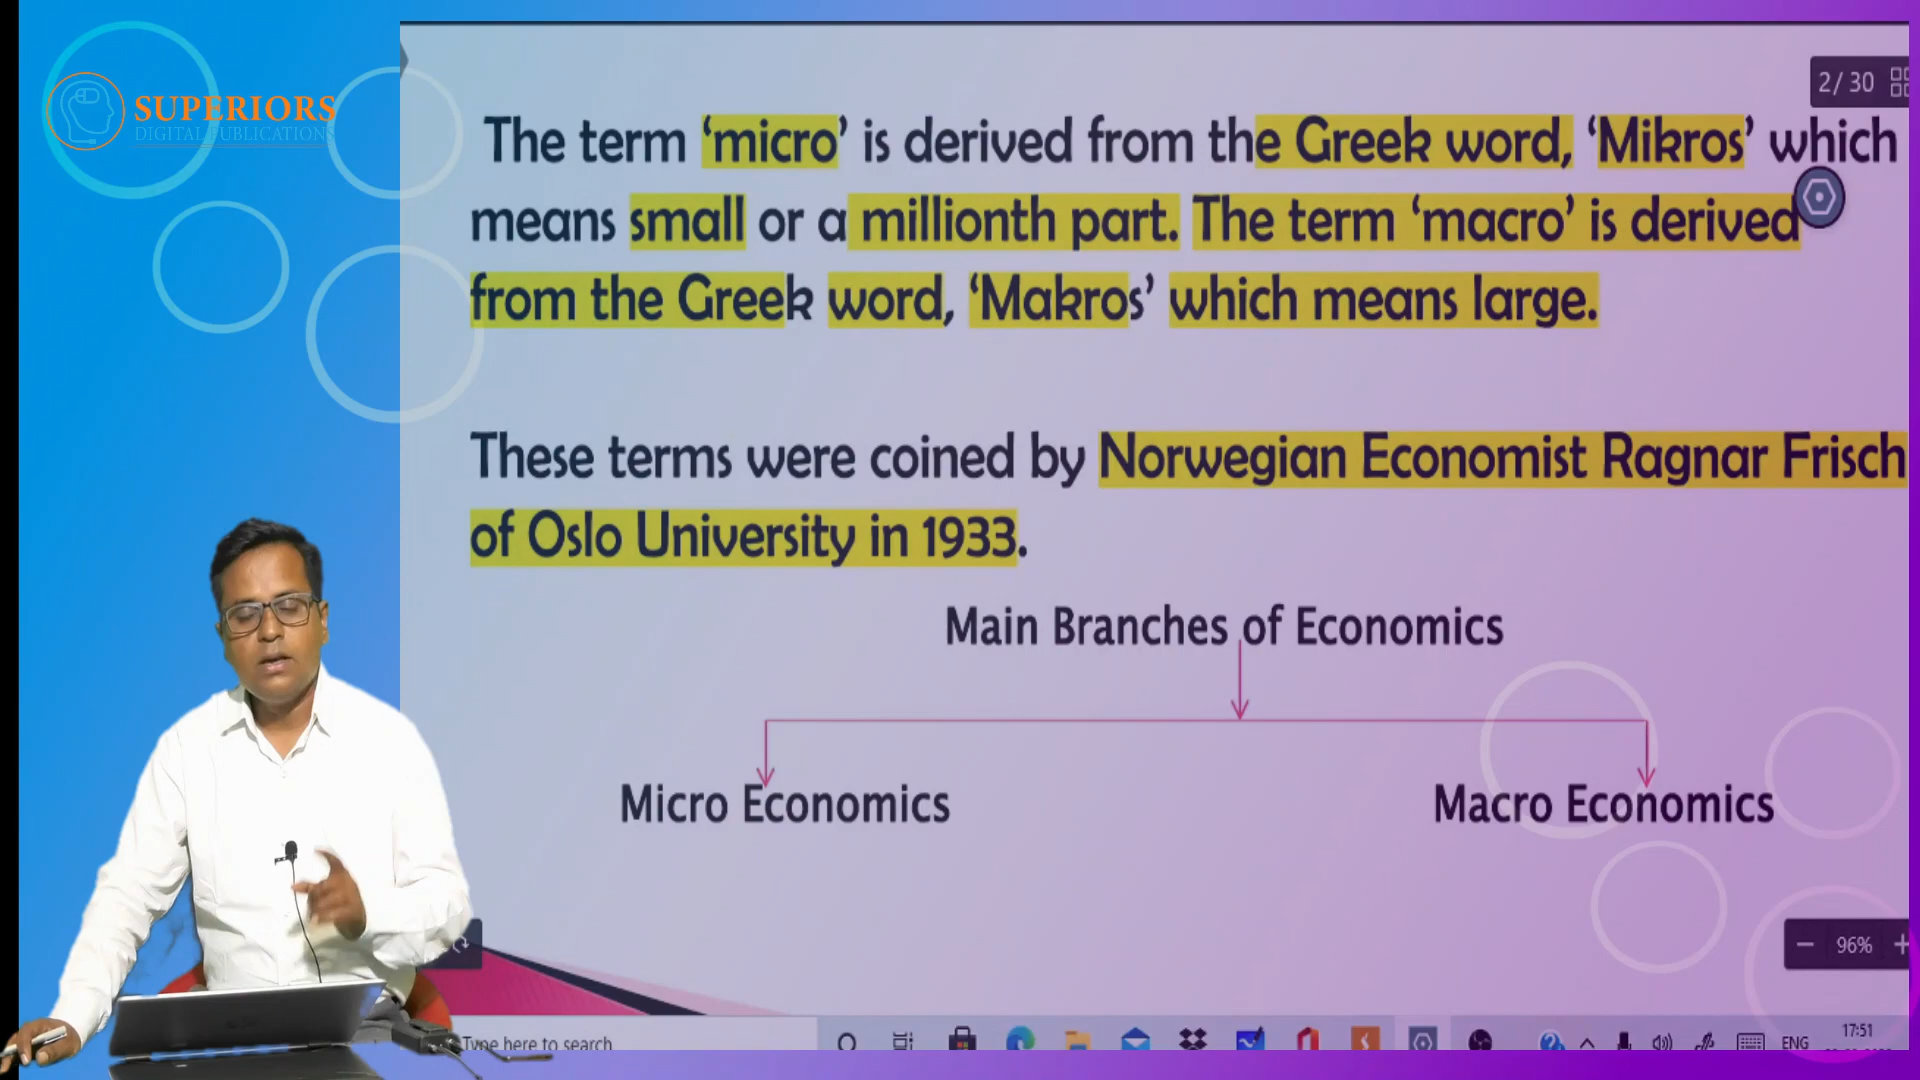 SUPERIORS
DIGITAL PUBLICATIONS
2/ 30
The term ‘micro’ is derived from the Greek word, ‘Mikros’ which
means small or a millionth part. The term ‘macro’ is derived
from the Greek word, ‘Makros’ which means large.
These terms were coined by Norwegian Economist Ragnar Frisch
of Oslo University in 1933.
Main Branches of Economics
Micro Economics
Macro Economics
96%
Type here to search
ENG
17:51